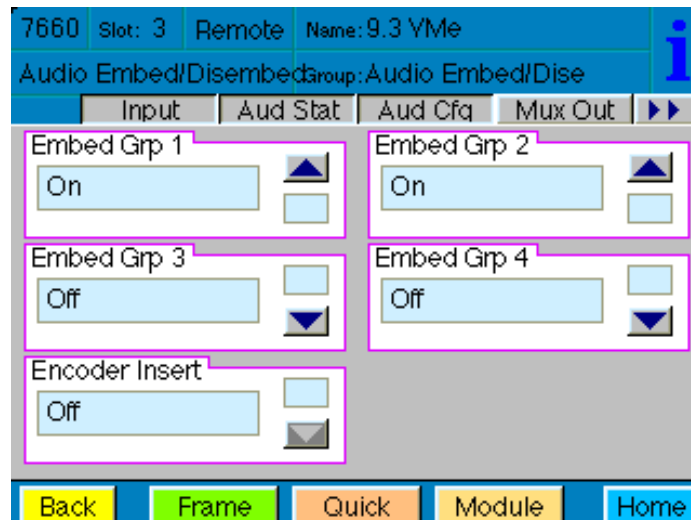 7660 Slot: 3 Remote Name: 9.3 VMe
Audio Embed/Disembed Group: Audio Embed/Dise
i
Input Aud Stat Aud Cfg Mux Out
Embed Grp 1 Embed Grp 2
On On
Embed Grp 3 Embed Grp 4
Off Off
Encoder Insert
Off
Back Frame Quick Module Home